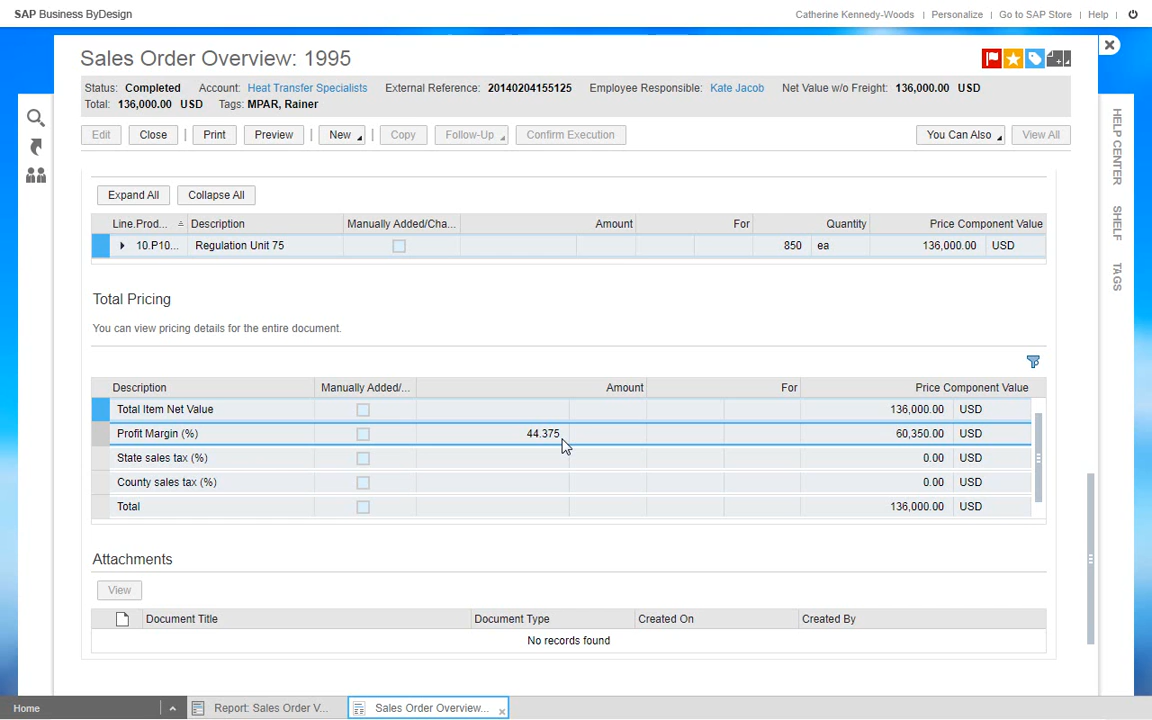 SAP Business ByDesign
Catherine Kennedy-Woods | Personalize | Go to SAP Store | Help |
Sales Order Overview: 1995
Status: Completed Account: Heat Transfer Specialists External Reference: 20140204155125 Employee Responsible: Kate Jacob Net Value w/o Freight: 136,000.00 USD
Total: 136,000.00 USD Tags: MPAR, Rainer
Edit Close | Print Preview | New | Copy Follow-Up Confirm Execution You Can Also View All
HELP CENTER
SHELF
TAGS
Expand All Collapse All
Line.Prod... Description Manually Added/Cha... Amount For Quantity Price Component Value
10.P10... Regulation Unit 75 850 ea 136,000.00 USD
Total Pricing
You can view pricing details for the entire document.
Description Manually Added/... Amount For Price Component Value
Total Item Net Value 136,000.00 USD
Profit Margin (%) 44.375 60,350.00 USD
State sales tax (%) 0.00 USD
County sales tax (%) 0.00 USD
Total 136,000.00 USD
Attachments
View
Document Title Document Type Created On Created By
No records found
Home Report: Sales Order V... Sales Order Overview...